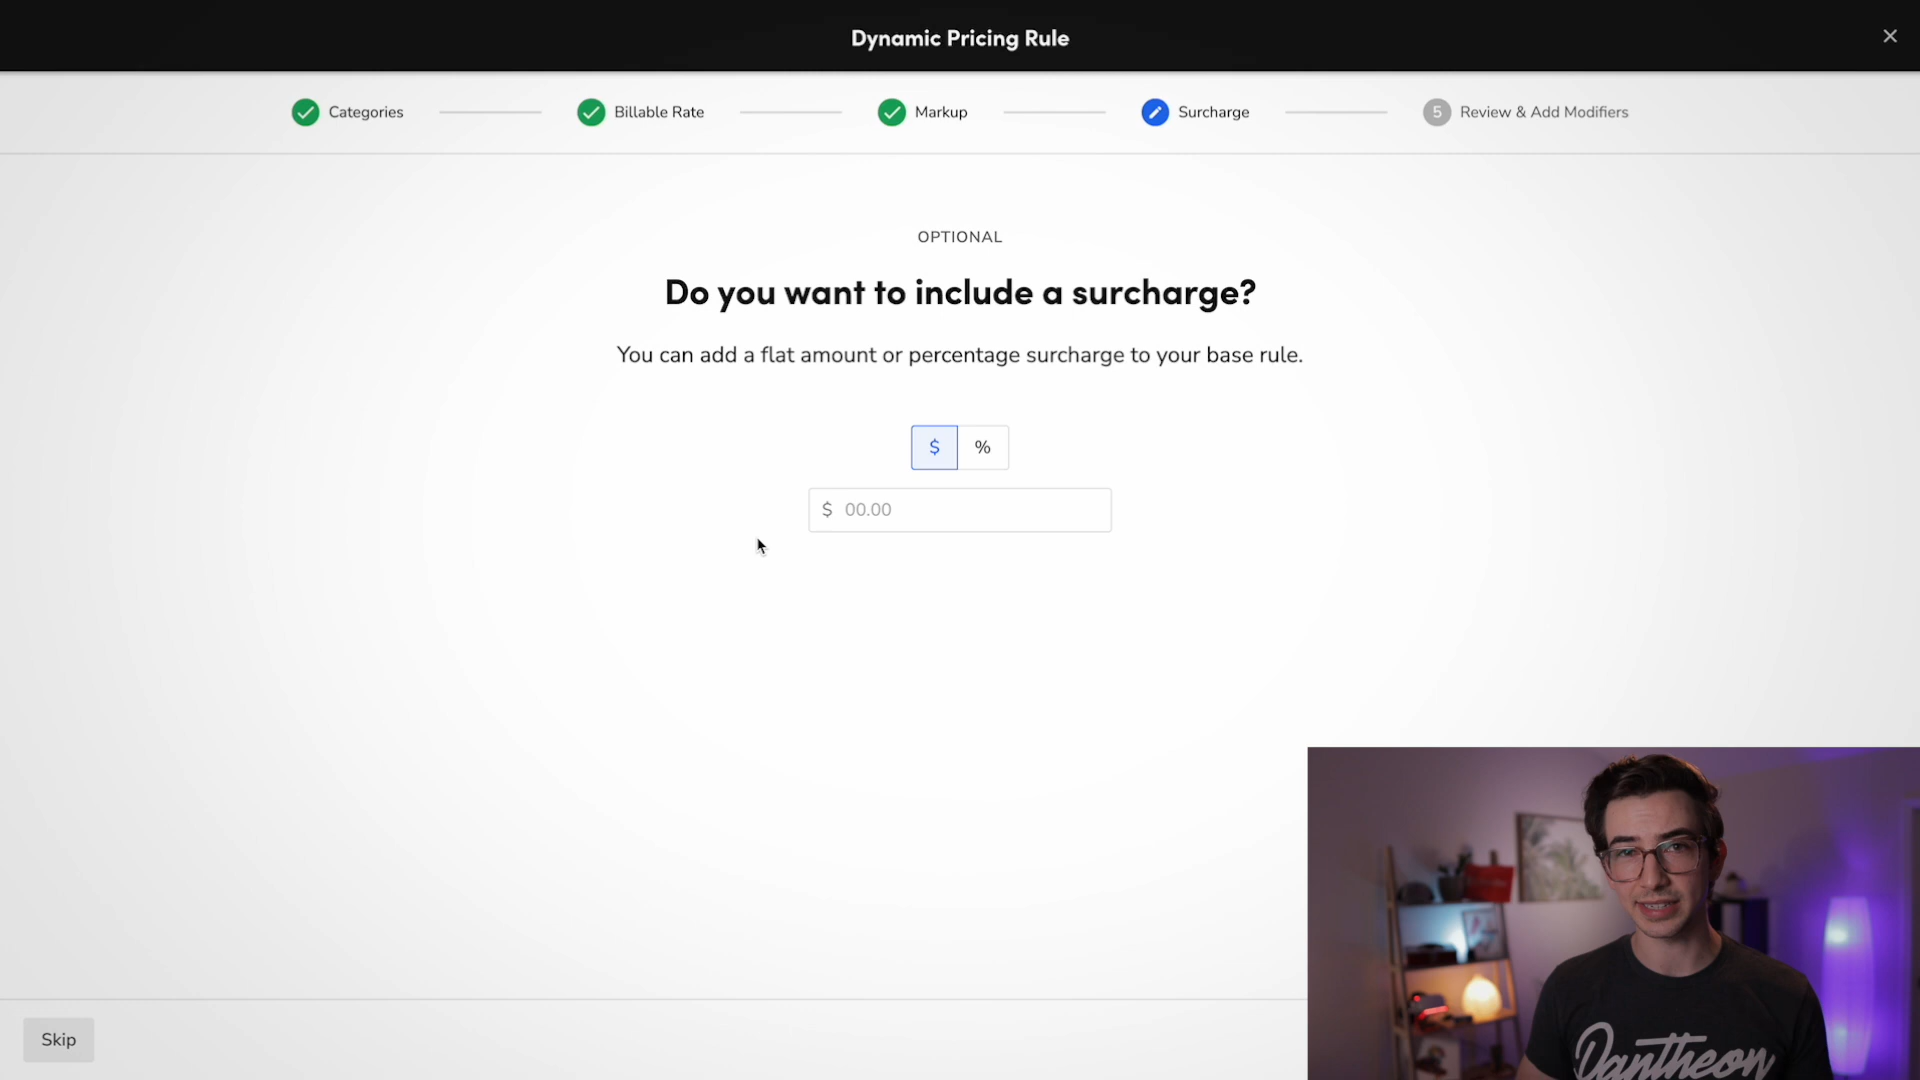 Dynamic Pricing Rule
Categories
Billable Rate
Markup
Surcharge
5 Review & Add Modifiers
OPTIONAL
Do you want to include a surcharge?
You can add a flat amount or percentage surcharge to your base rule.
$ %
$ 00.00
Skip
Pantheon